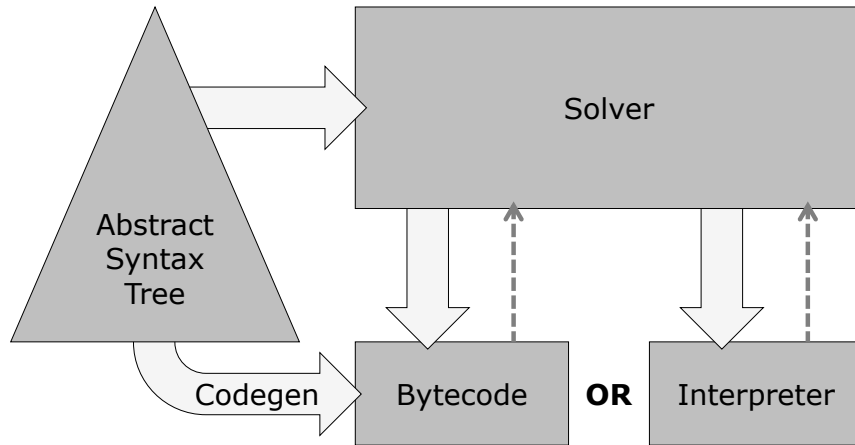 Solver
Abstract
Syntax
Tree
Codegen
Bytecode
OR
Interpreter